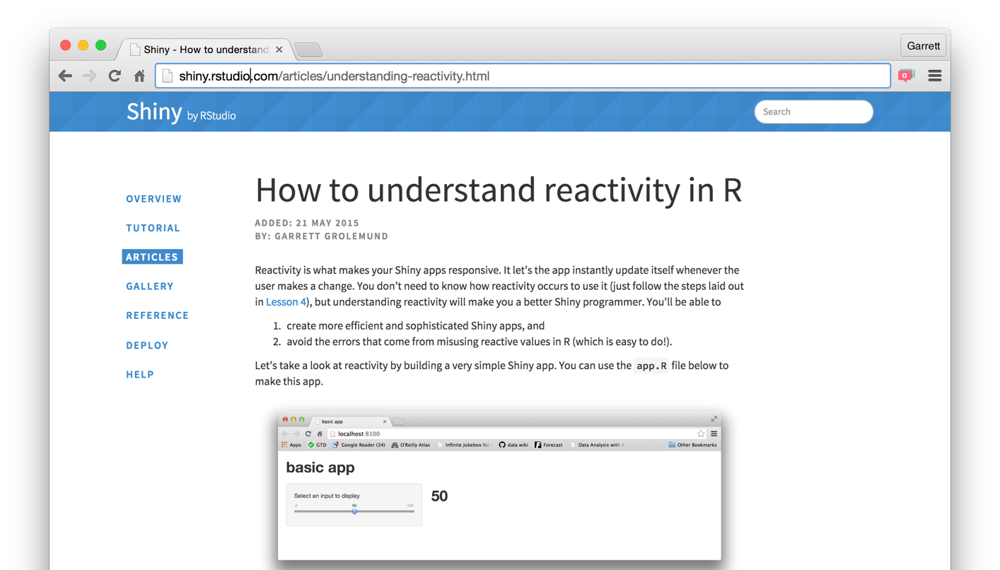 Shiny - How to understand
Garrett
shiny.rstudio.com/articles/understanding-reactivity.html
a
Shiny by RStudio
Search
OVERVIEW
TUTORIAL
ARTICLES
GALLERY
REFERENCE
DEPLOY
HELP
How to understand reactivity in R
ADDED: 21 MAY 2015
BY: GARRETT GROLEMUND
Reactivity is what makes your Shiny apps responsive. It let’s the app instantly update itself whenever the
user makes a change. You don’t need to know how reactivity occurs to use it (just follow the steps laid out
in Lesson 4), but understanding reactivity will make you a better Shiny programmer. You’ll be able to
1. create more efficient and sophisticated Shiny apps, and
2. avoid the errors that come from misusing reactive values in R (which is easy to do!).
Let’s take a look at reactivity by building a very simple Shiny app. You can use the app.R file below to
make this app.
basic app
localhost:8100
Apps GTD Google Reader (34) O'Reilly Atlas Infinite Jukebox for data wiki Forecast Data Analysis with R Other Bookmarks
basic app
Select an input to display
0 50 100
50